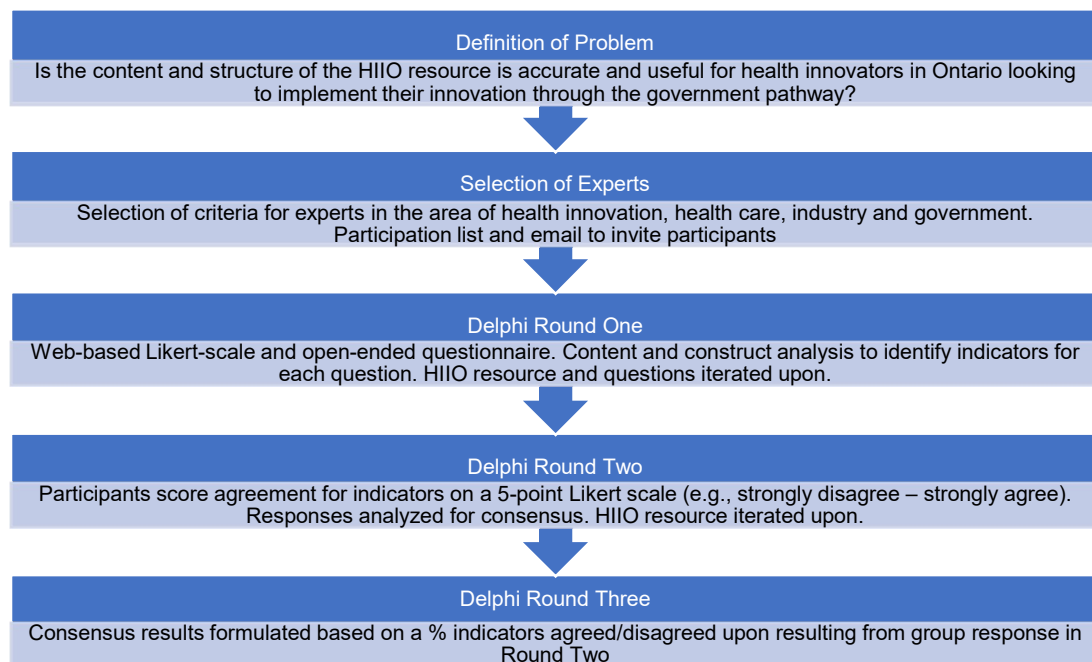 Definition of Problem
Is the content and structure of the HIIO resource is accurate and useful for health innovators in Ontario looking
to implement their innovation through the government pathway?
Selection of Experts
Selection of criteria for experts in the area of health innovation, health care, industry and government.
Participation list and email to invite participants
Delphi Round One
Web-based Likert-scale and open-ended questionnaire. Content and construct analysis to identify indicators for
each question. HIIO resource and questions iterated upon.
Delphi Round Two
Participants score agreement for indicators on a 5-point Likert scale (e.g., strongly disagree – strongly agree).
Responses analyzed for consensus. HIIO resource iterated upon.
Delphi Round Three
Consensus results formulated based on a % indicators agreed/disagreed upon resulting from group response in
Round Two